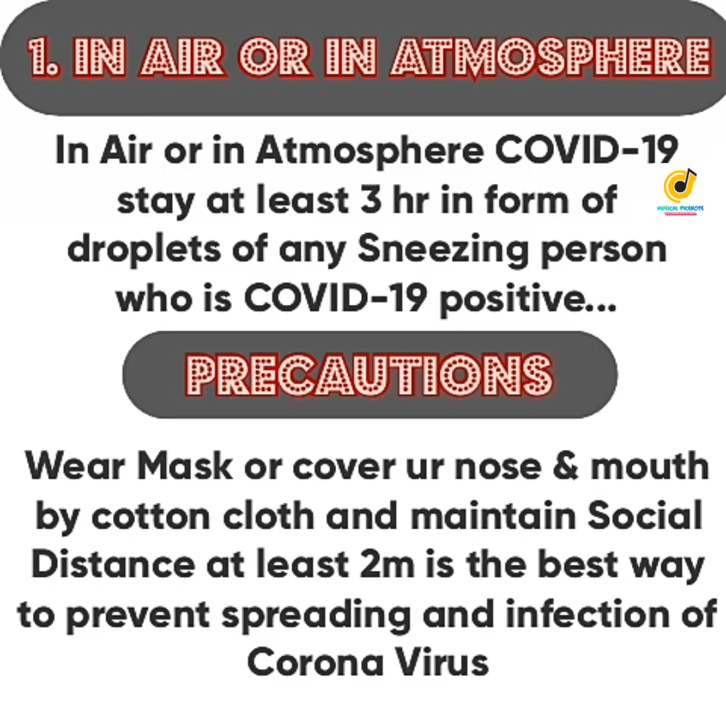 1. IN AIR OR IN ATMOSPHERE
In Air or in Atmosphere COVID-19
stay at least 3 hr in form of
droplets of any Sneezing person
who is COVID-19 positive...
PRECAUTIONS
Wear Mask or cover ur nose & mouth
by cotton cloth and maintain Social
Distance at least 2m is the best way
to prevent spreading and infection of
Corona Virus